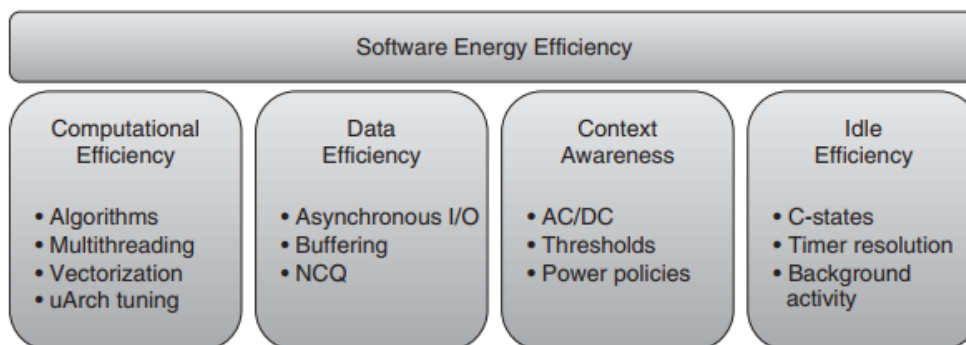 Software Energy Efficiency
Computational
Efficiency
• Algorithms
• Multithreading
• Vectorization
• uArch tuning
Data
Efficiency
• Asynchronous I/O
• Buffering
• NCQ
Context
Awareness
• AC/DC
• Thresholds
• Power policies
Idle
Efficiency
• C-states
• Timer resolution
• Background
activity